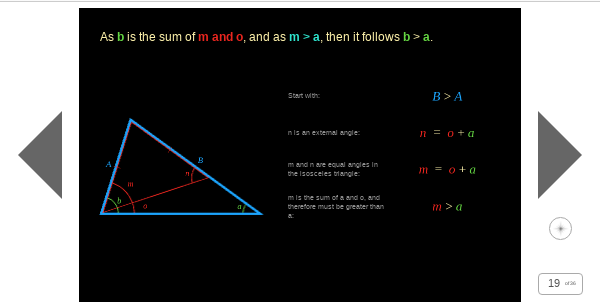 As b is the sum of m and o, and as m > a, then it follows b > a.
Start with:
B > A
n is an external angle:
n = o + a
m and n are equal angles in
the isosceles triangle:
m = o + a
m is the sum of a and o, and
therefore must be greater than
a:
m > a
A
B
m
n
b
o
a
19 of 36